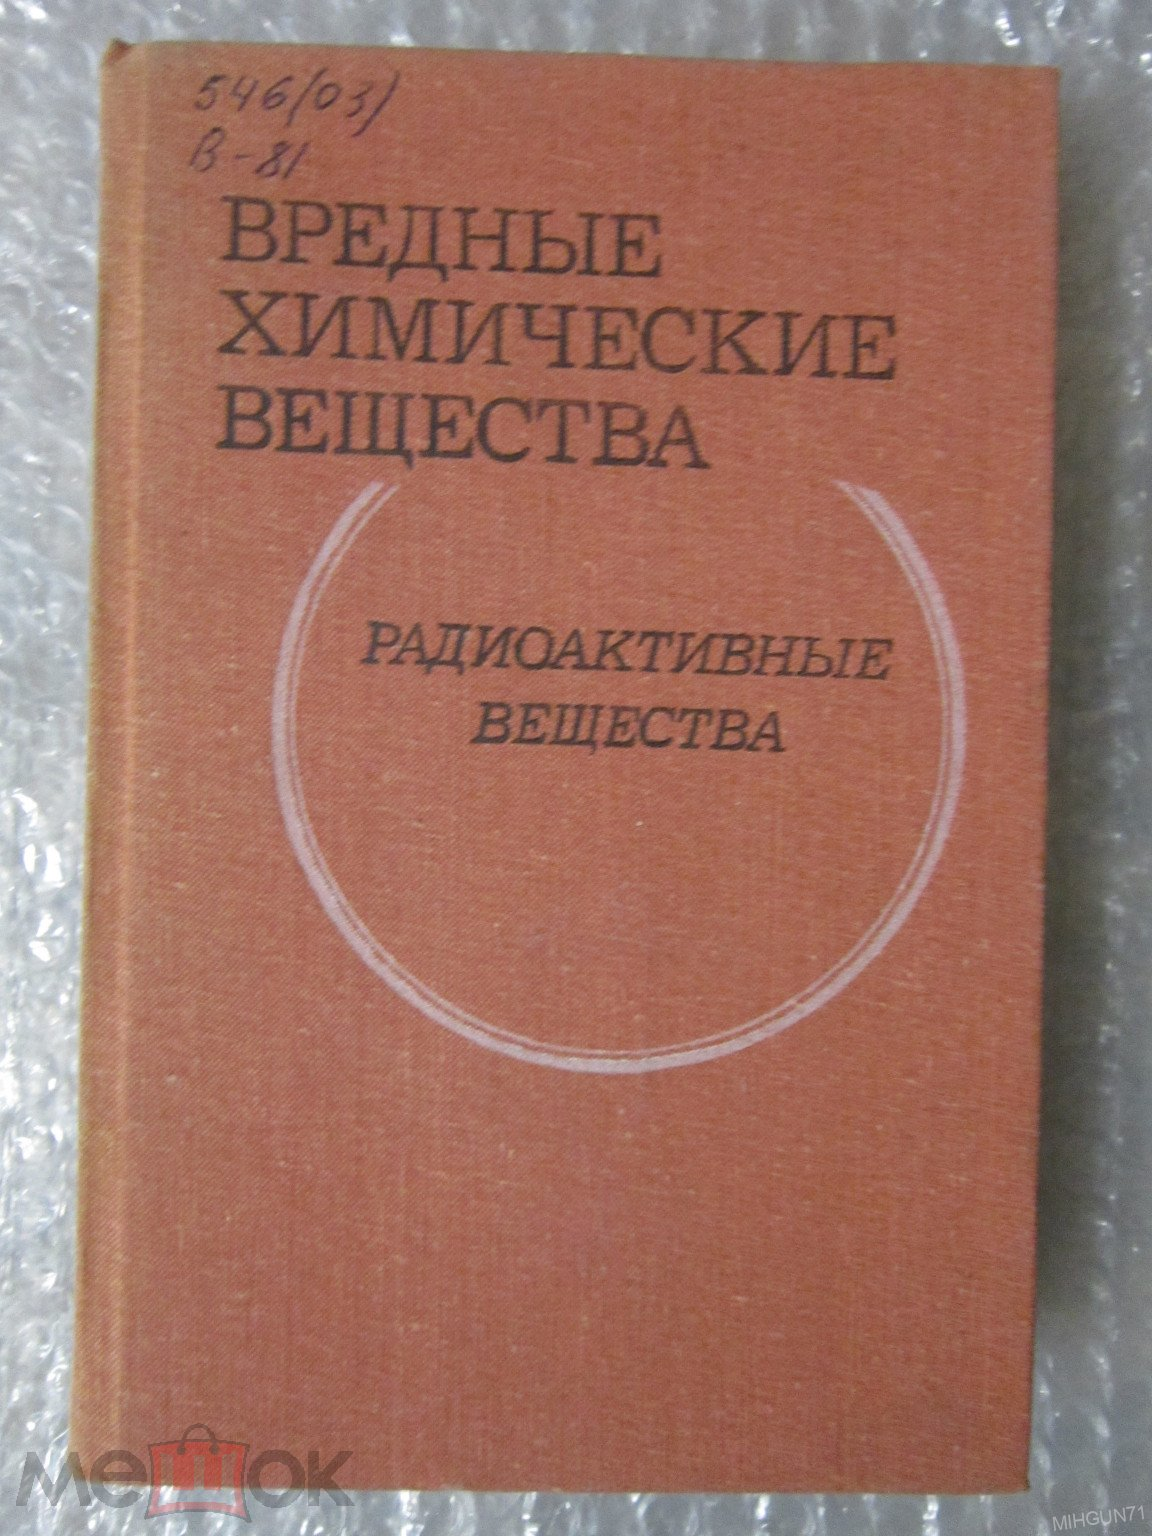 546(03)
В-81
ВРЕДНЫЕ
ХИМИЧЕСКИЕ
ВЕЩЕСТВА
РАДИОАКТИВНЫЕ
ВЕЩЕСТВА
мешок
MIHGUN71